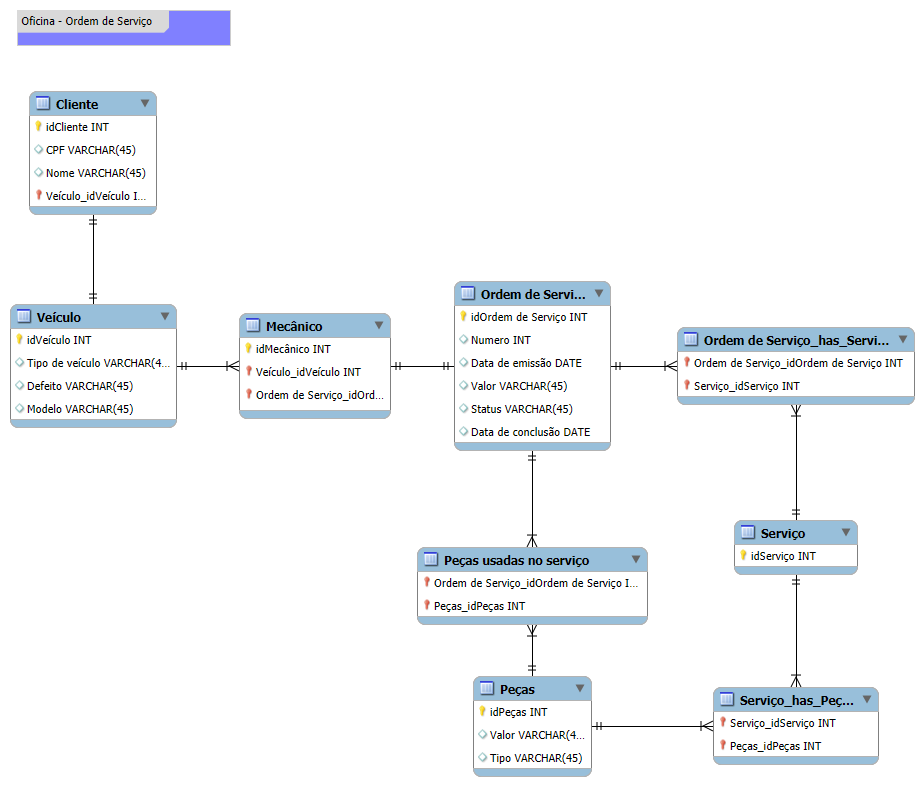 Oficina - Ordem de Serviço
Cliente
idCliente INT
CPF VARCHAR(45)
Nome VARCHAR(45)
Veículo_idVeículo I...
Veículo
idVeículo INT
Tipo de veículo VARCHAR(4...
Defeito VARCHAR(45)
Modelo VARCHAR(45)
Mecânico
idMecânico INT
Veículo_idVeículo INT
Ordem de Serviço_idOrd...
Ordem de Servi...
idOrdem de Serviço INT
Numero INT
Data de emissão DATE
Valor VARCHAR(45)
Status VARCHAR(45)
Data de conclusão DATE
Ordem de Serviço_has_Servi...
Ordem de Serviço_idOrdem de Serviço INT
Serviço_idServiço INT
Peças usadas no serviço
Ordem de Serviço_idOrdem de Serviço I...
Peças_idPeças INT
Serviço
idServiço INT
Peças
idPeças INT
Valor VARCHAR(4...
Tipo VARCHAR(45)
Serviço_has_Peç...
Serviço_idServiço INT
Peças_idPeças INT